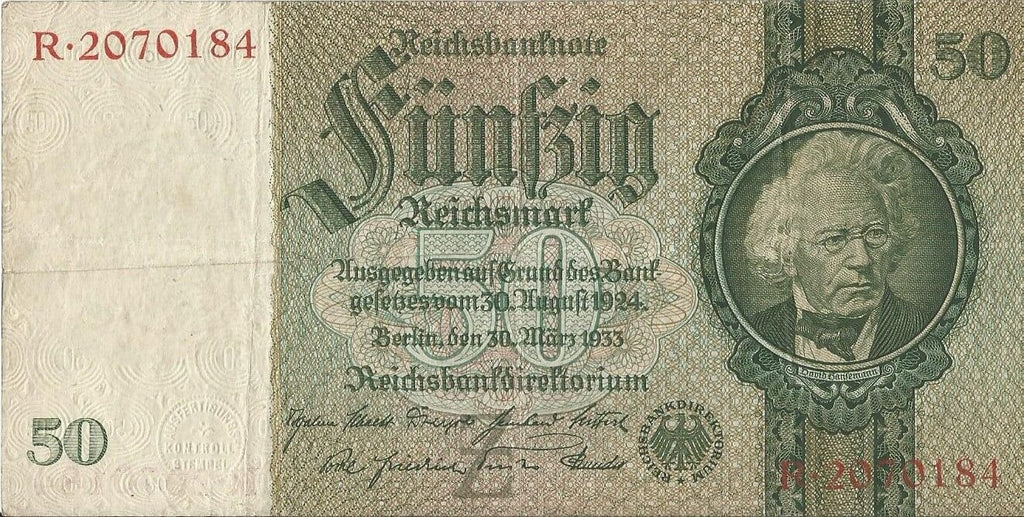 R·2070184
Reichsbanknote
50
Fünfzig
Reichsmark
50
Ausgegeben auf Grund des Bank-
gesetzes vom 30. August 1924.
Berlin, den 30. März 1933
Reichsbankdirektorium
David Hansemann
50
REICHSBANKDIREKTORIUM
R·2070184